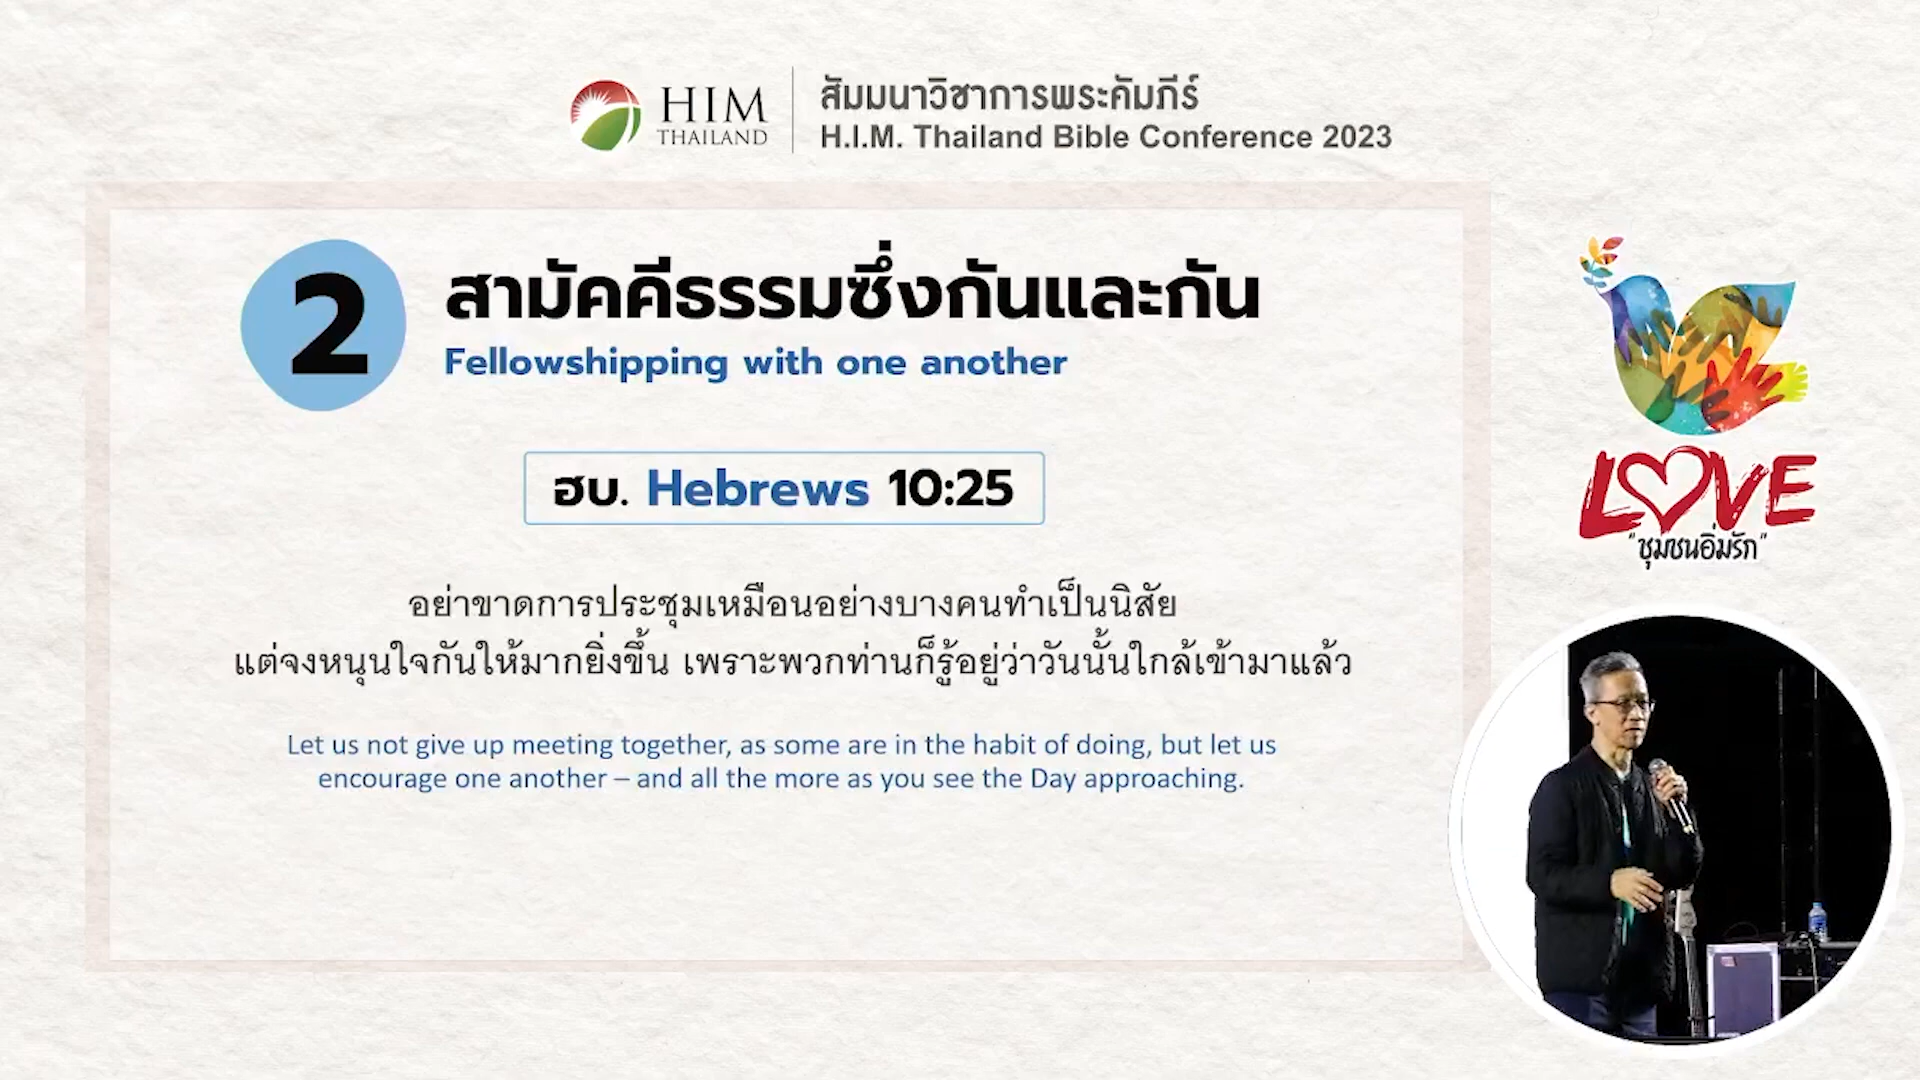 HIM
THAILAND
สัมมนาวิชาการพระคัมภีร์
H.I.M. Thailand Bible Conference 2023
2
สามัคคีธรรมซึ่งกันและกัน
Fellowshipping with one another
ฮบ. Hebrews 10:25
อย่าขาดการประชุมเหมือนอย่างบางคนทำเป็นนิสัย
แต่จงหนุนใจกันให้มากยิ่งขึ้น เพราะพวกท่านก็รู้อยู่ว่าวันนั้นใกล้เข้ามาแล้ว
Let us not give up meeting together, as some are in the habit of doing, but let us
encourage one another – and all the more as you see the Day approaching.
LOVE
"ชุมชนอิ่มรัก"